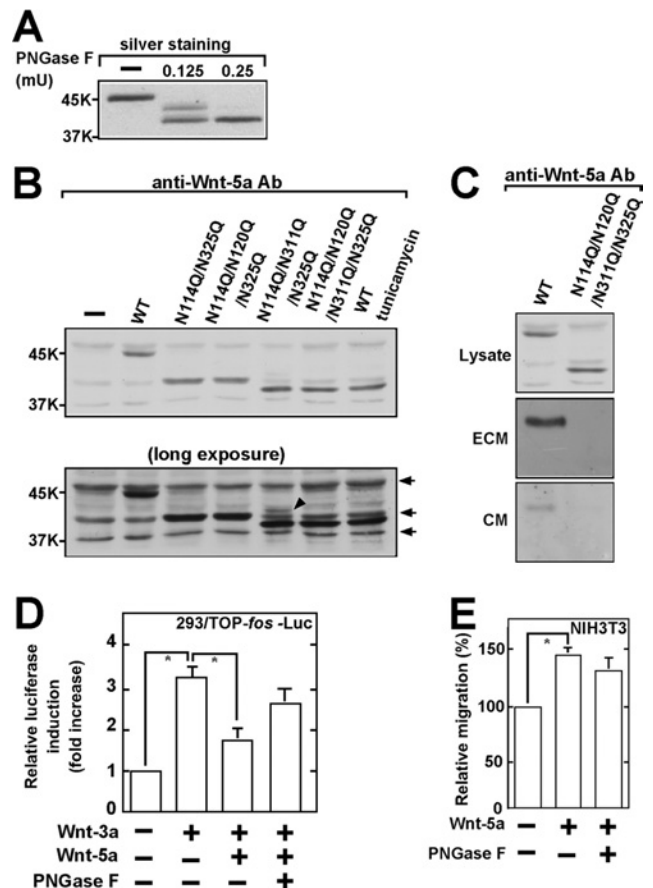 A
silver staining
PNGase F
(mU)
— 0.125 0.25
45K
37K
B
anti-Wnt-5a Ab
—
WT
N114Q/N325Q
N114Q/N120Q
/N325Q
N114Q/N311Q
/N325Q
N114Q/N120Q
/N311Q/N325Q
WT
tunicamycin
45K
37K
(long exposure)
45K
37K
C
anti-Wnt-5a Ab
WT
N114Q/N120Q
/N311Q/N325Q
Lysate
ECM
CM
D
293/TOP-fos -Luc
Relative luciferase
induction
(fold increase)
4
3
2
1
0
* *
Wnt-3a — + + +
Wnt-5a — — + +
PNGase F — — — +
E
NIH3T3
Relative migration (%)
150
100
50
0
*
Wnt-5a — + +
PNGase F — — +